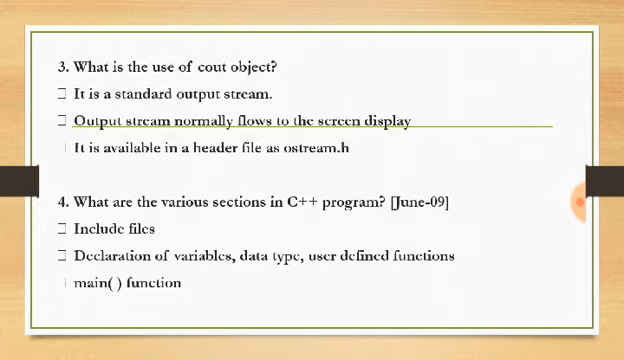 3. What is the use of cout object?
It is a standard output stream.
Output stream normally flows to the screen display
It is available in a header file as ostream.h
4. What are the various sections in C++ program? [June-09]
Include files
Declaration of variables, data type, user defined functions
main( ) function